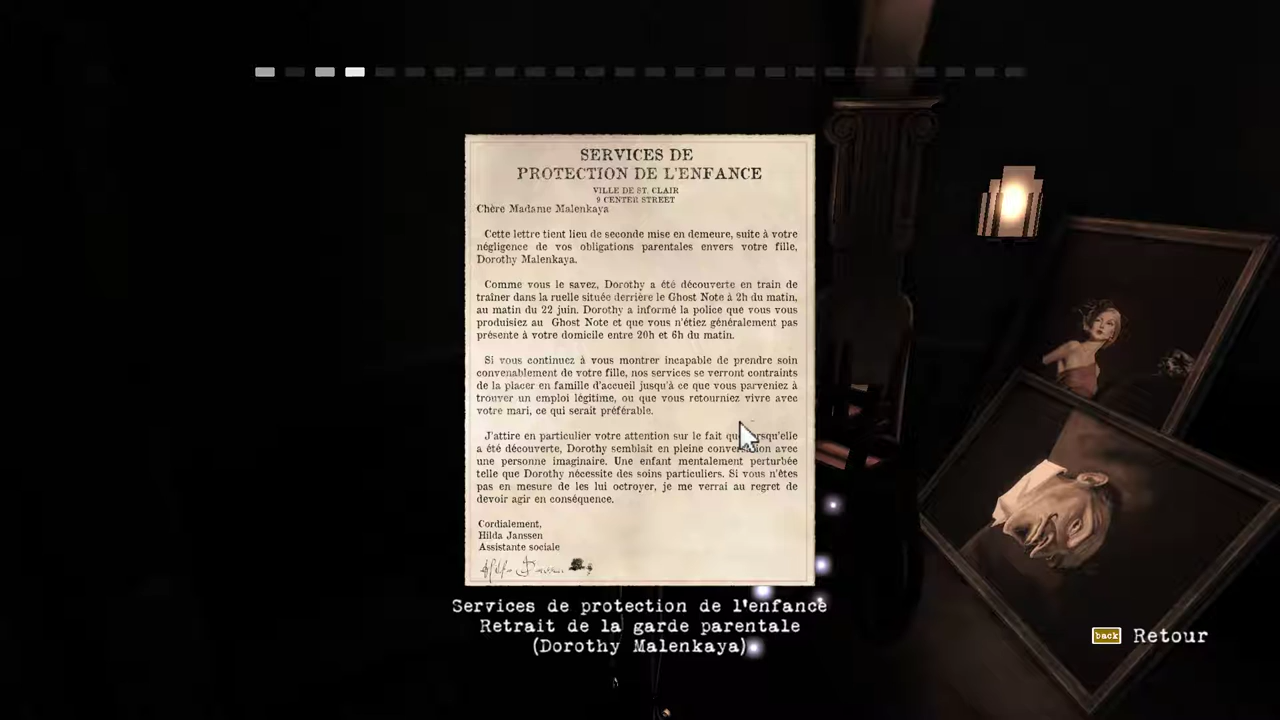 SERVICES DE
PROTECTION DE L'ENFANCE
VILLE DE ST. CLAIR
9 CENTER STREET
Chère Madame Malenkaya
Cette lettre tient lieu de seconde mise en demeure, suite à votre
négligence de vos obligations parentales envers votre fille,
Dorothy Malenkaya.
Comme vous le savez, Dorothy a été découverte en train de
traîner dans la ruelle située derrière le Ghost Note à 2h du matin,
au matin du 22 juin. Dorothy a informé la police que vous vous
produisiez au Ghost Note et que vous n'étiez généralement pas
présente à votre domicile entre 20h et 6h du matin.
Si vous continuez à vous montrer incapable de prendre soin
convenablement de votre fille, nos services se verront contraints
de la placer en famille d'accueil jusqu'à ce que vous parveniez à
trouver un emploi légitime, ou que vous retourniez vivre avec
votre mari, ce qui serait préférable.
J'attire en particulier votre attention sur le fait
a été découverte, Dorothy semblait en pleine avec
une personne imaginaire. Une enfant mentalement perturbée
telle que Dorothy nécessite des soins particuliers. Si vous n'êtes
pas en mesure de les lui octroyer, je me verrai au regret de
devoir agir en conséquence.
Cordialement,
Hilda Janssen
Assistante sociale
Services de protection de l'enfance
Retrait de la garde parentale
(Dorothy Malenkaya)
back Retour